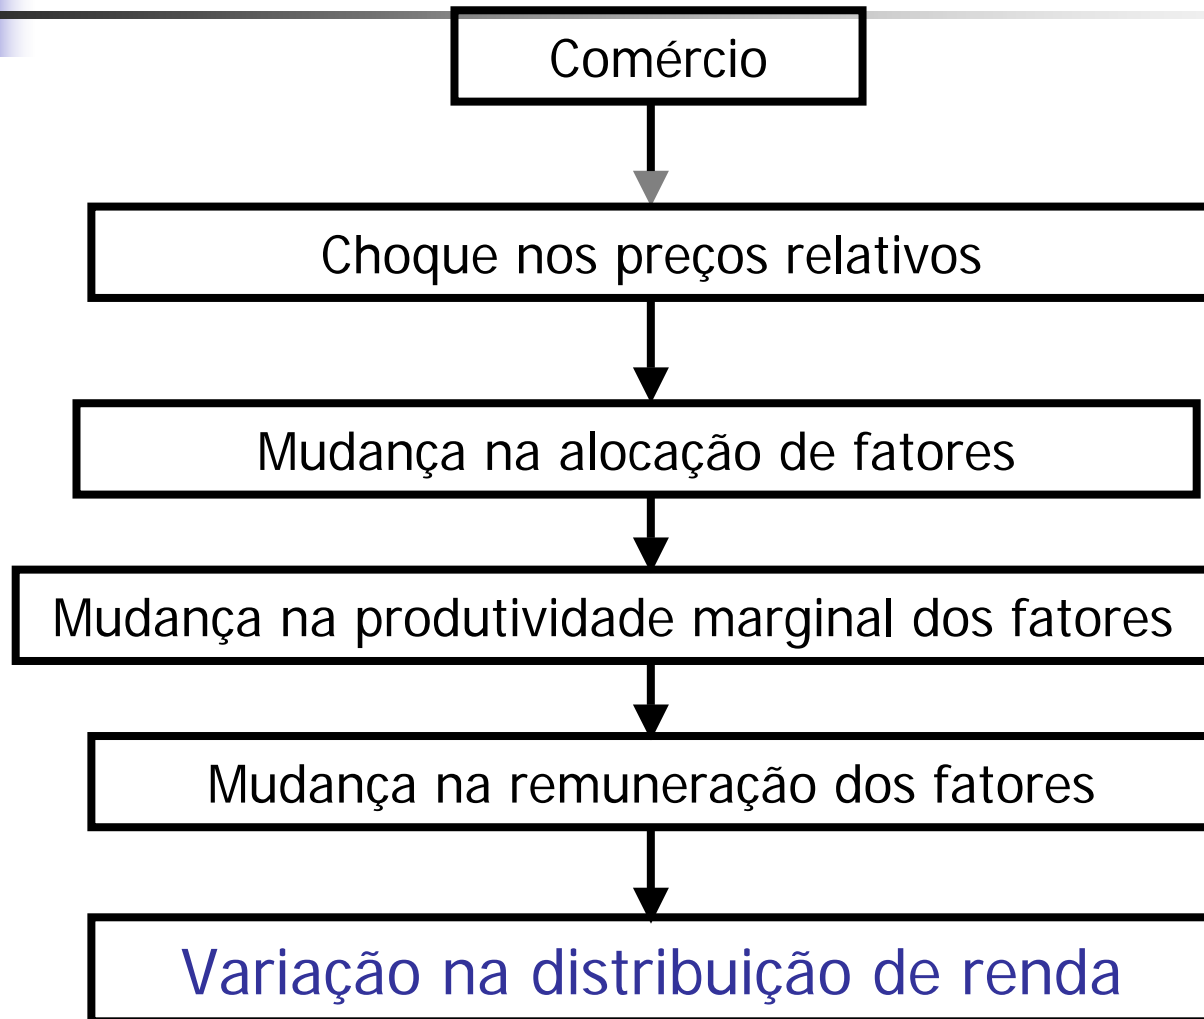 Comércio
Choque nos preços relativos
Mudança na alocação de fatores
Mudança na produtividade marginal dos fatores
Mudança na remuneração dos fatores
Variação na distribuição de renda